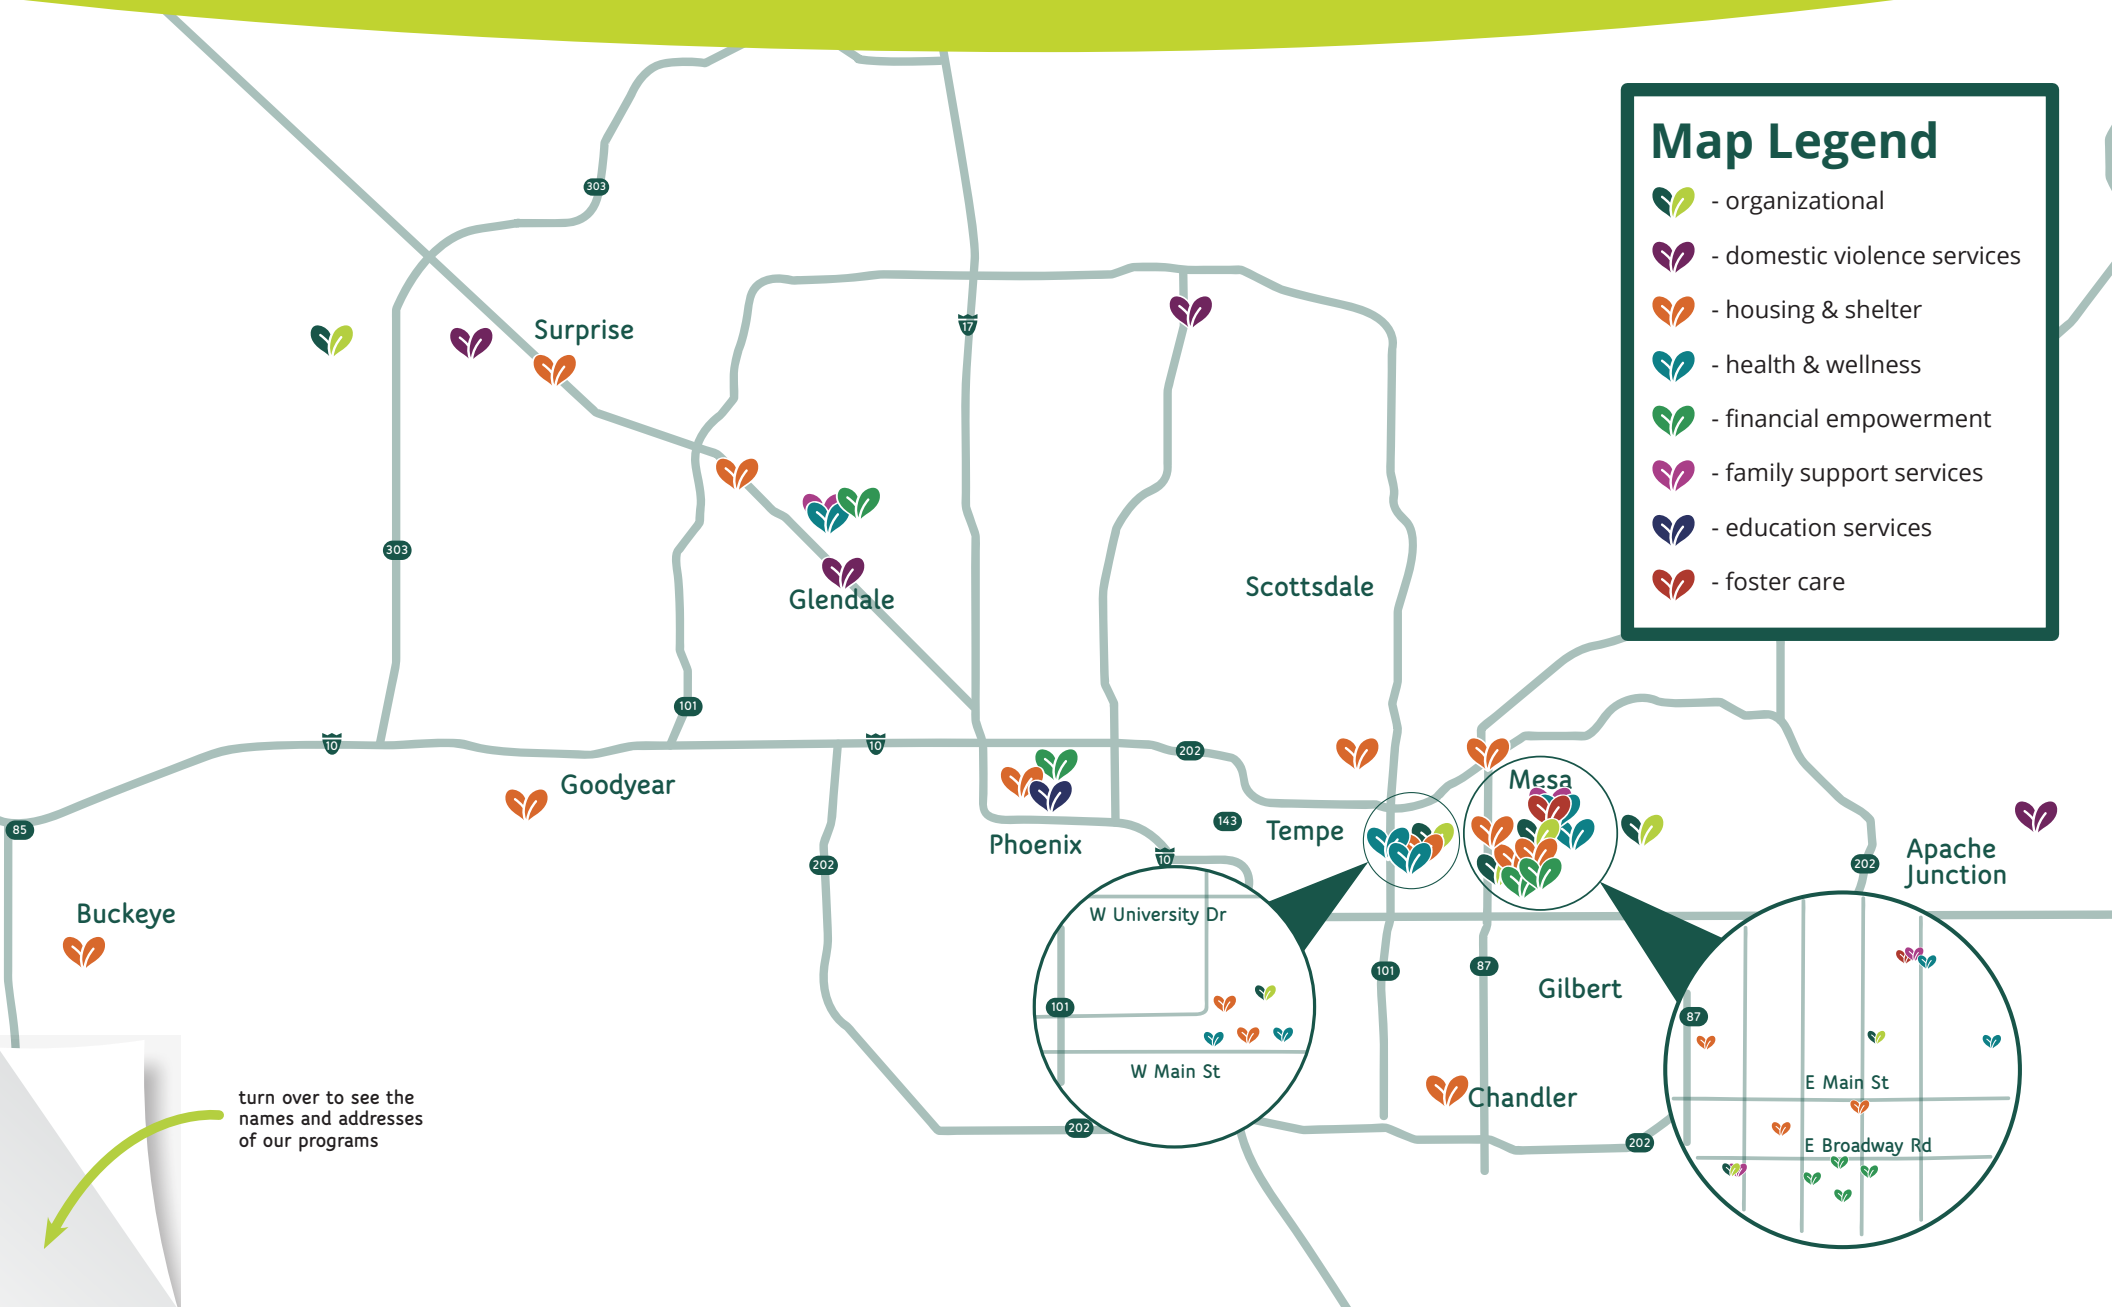 Map Legend
- organizational
- domestic violence services
- housing & shelter
- health & wellness
- financial empowerment
- family support services
- education services
- foster care
303
17
Surprise
303
Glendale
Scottsdale
101
10
10
202
Goodyear
Mesa
85
143
Tempe
Phoenix
10
202
202
Apache
Junction
Buckeye
W University Dr
101
87
Gilbert
101
87
W Main St
E Main St
Chandler
202
202
E Broadway Rd
turn over to see the
names and addresses
of our programs